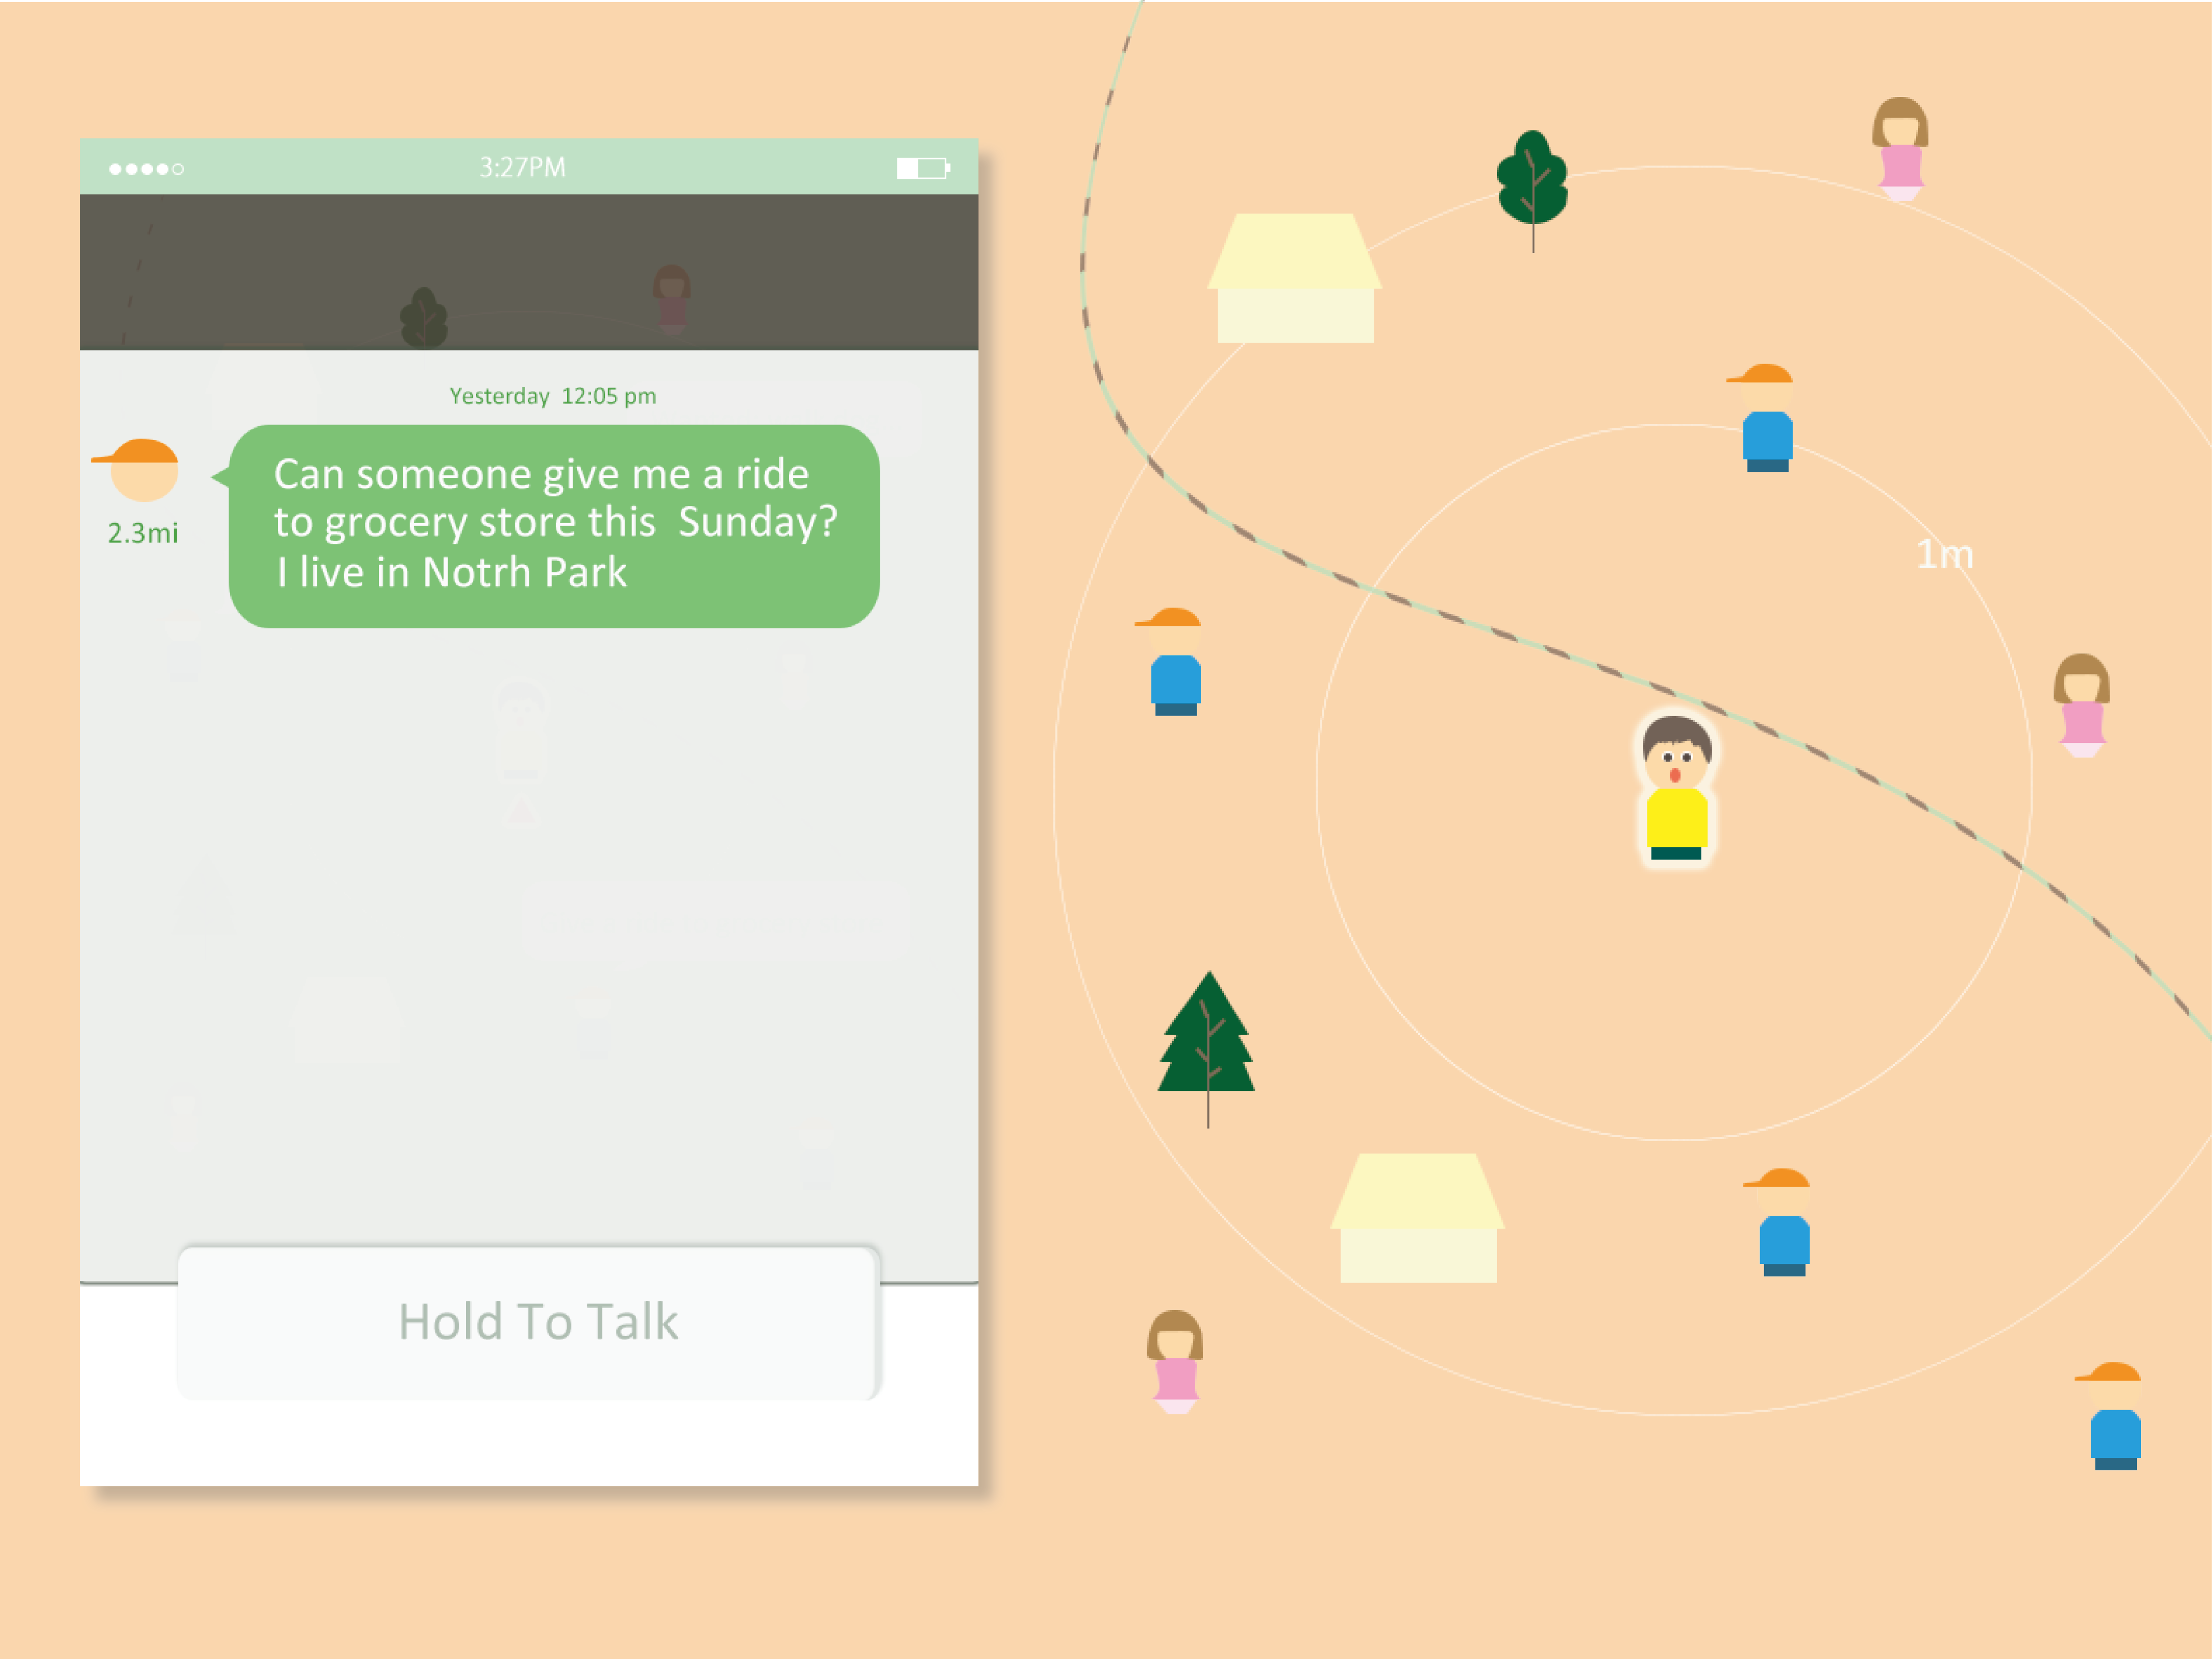 3:27PM
Yesterday 12:05 pm
Can someone give me a ride
to grocery store this Sunday?
I live in Notrh Park
2.3mi
1m
Hold To Talk